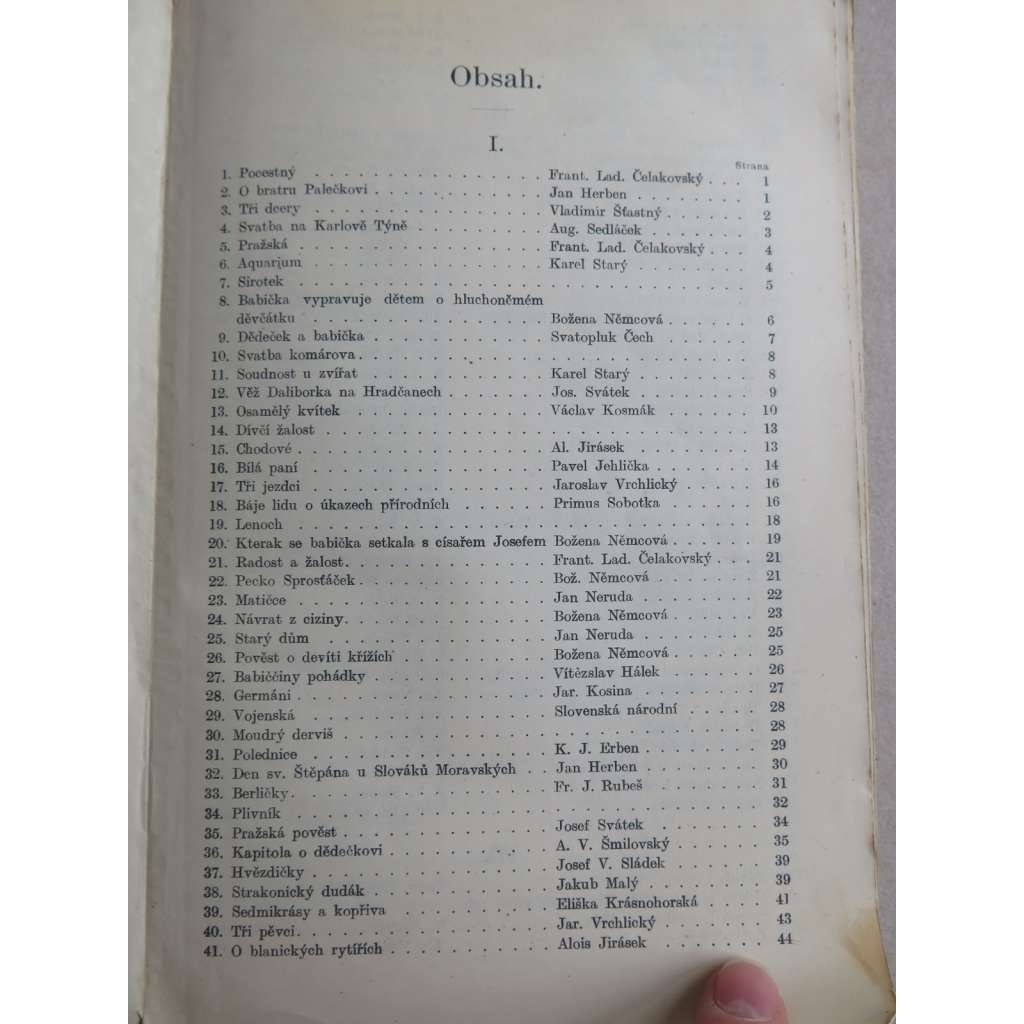 Obsah.
I.
Strana
1. Pocestný . . . . . . . . . . . . . . . Frant. Lad. Čelakovský . . . 1
2. O bratru Palečkovi . . . . . . . . . . . Jan Herben . . . . . . . 1
3. Tři dcery . . . . . . . . . . . . . . . Vladimír Šťastný . . . . . 2
4. Svatba na Karlově Týně . . . . . . . . Aug. Sedláček . . . . . . 3
5. Pražská . . . . . . . . . . . . . . . . Frant. Lad. Čelakovský . . . 4
6. Aquarium . . . . . . . . . . . . . . . Karel Starý . . . . . . . 4
7. Sirotek . . . . . . . . . . . . . . . . . . . . . . . . . . 5
8. Babička vypravuje dětem o hluchoněmém
děvčátku . . . . . . . . . . . . . . . Božena Němcová . . . . . 6
9. Dědeček a babička . . . . . . . . . . . Svatopluk Čech . . . . . 7
10. Svatba komárova . . . . . . . . . . . . . . . . . . . . . . 8
11. Soudnost u zvířat . . . . . . . . . . . Karel Starý . . . . . . . 8
12. Věž Daliborka na Hradčanech . . . . . . Jos. Svátek . . . . . . . 9
13. Osamělý kvítek . . . . . . . . . . . . Václav Kosmák . . . . . . 10
14. Dívčí žalost . . . . . . . . . . . . . . . . . . . . . . . . 13
15. Chodové . . . . . . . . . . . . . . . . Al. Jirásek . . . . . . . 13
16. Bílá paní . . . . . . . . . . . . . . . Pavel Jehlička . . . . . . 14
17. Tři jezdci . . . . . . . . . . . . . . . Jaroslav Vrchlický . . . . 16
18. Báje lidu o úkazech přírodních . . . . . Primus Sobotka . . . . . 16
19. Lenoch . . . . . . . . . . . . . . . . . . . . . . . . . . 18
20. Kterak se babička setkala s císařem Josefem Božena Němcová . . . . . 19
21. Radost a žalost . . . . . . . . . . . . Frant. Lad. Čelakovský . . . 21
22. Pecko Sprosťáček . . . . . . . . . . . . Bož. Němcová . . . . . . 21
23. Matičce . . . . . . . . . . . . . . . . Jan Neruda . . . . . . . 22
24. Návrat z ciziny . . . . . . . . . . . . Božena Němcová . . . . . 23
25. Starý dům . . . . . . . . . . . . . . Jan Neruda . . . . . . . 25
26. Pověst o devíti křížích . . . . . . . . . Božena Němcová . . . . . 25
27. Babiččiny pohádky . . . . . . . . . . . Vítězslav Hálek . . . . . 26
28. Germáni . . . . . . . . . . . . . . . . Jar. Kosina . . . . . . . 27
29. Vojenská . . . . . . . . . . . . . . . Slovenská národní . . . . 28
30. Moudrý derviš . . . . . . . . . . . . . . . . . . . . . . . 28
31. Polednice . . . . . . . . . . . . . . . K. J. Erben . . . . . . . 29
32. Den sv. Štěpána u Slováků Moravských . . Jan Herben . . . . . . . 30
33. Berličky . . . . . . . . . . . . . . . . Fr. J. Rubeš . . . . . . 31
34. Plivník . . . . . . . . . . . . . . . . . . . . . . . . . . 32
35. Pražská pověst . . . . . . . . . . . . . Josef Svátek . . . . . . 34
36. Kapitola o dědečkovi . . . . . . . . . . A. V. Šmilovský . . . . . 35
37. Hvězdičky . . . . . . . . . . . . . . . Josef V. Sládek . . . . . 39
38. Strakonický dudák . . . . . . . . . . . Jakub Malý . . . . . . . 39
39. Sedmikrásy a kopřiva . . . . . . . . . Eliška Krásnohorská . . . . 41
40. Tři pěvci . . . . . . . . . . . . . . . Jar. Vrchlický . . . . . . 43
41. O blanických rytířích . . . . . . . . . . Alois Jirásek . . . . . . 44